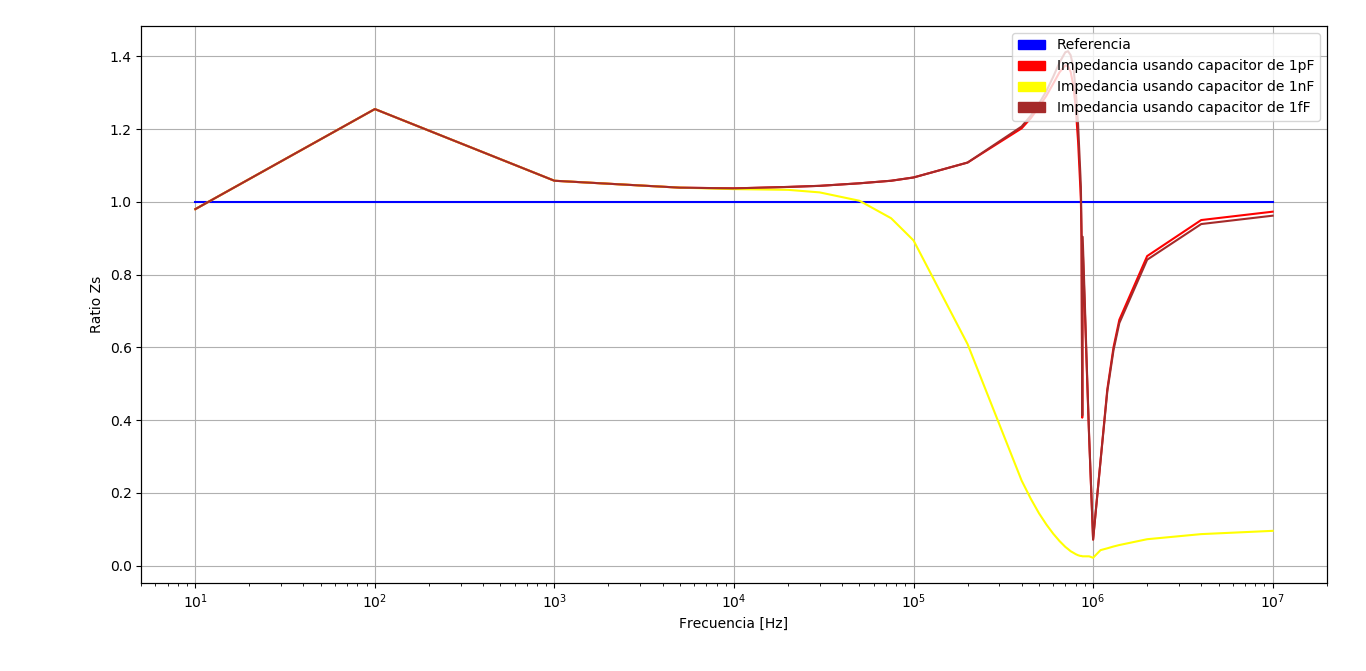 Referencia
Impedancia usando capacitor de 1pF
Impedancia usando capacitor de 1nF
Impedancia usando capacitor de 1fF
1.4
1.2
1.0
0.8
0.6
0.4
0.2
0.0
Ratio Zs
10¹ 10² 10³ 10⁴ 10⁵ 10⁶ 10⁷
Frecuencia [Hz]